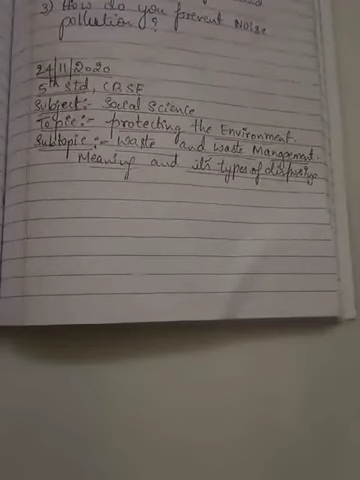 3) How do you prevent Noise
pollution?
24/11/2020
5th std, CBSE
Subject:- Social Science
Topic:- protecting the Environment.
Subtopic:- Waste and waste Management.
Meaning and its types of disposing